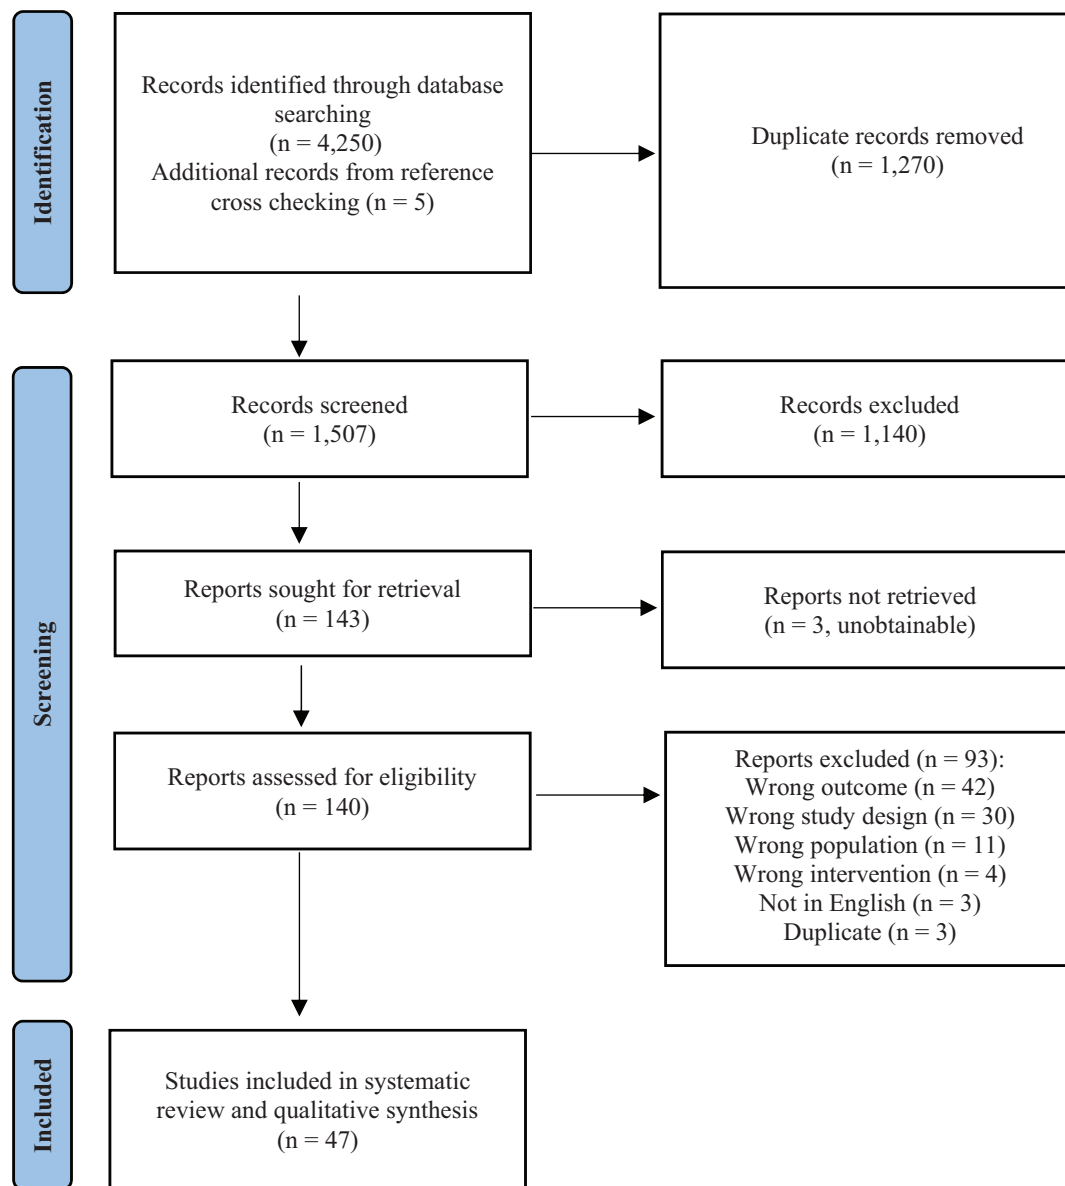 Identification
Records identified through database
searching
(n = 4,250)
Additional records from reference
cross checking (n = 5)
Duplicate records removed
(n = 1,270)
Screening
Records screened
(n = 1,507)
Records excluded
(n = 1,140)
Reports sought for retrieval
(n = 143)
Reports not retrieved
(n = 3, unobtainable)
Reports assessed for eligibility
(n = 140)
Reports excluded (n = 93):
Wrong outcome (n = 42)
Wrong study design (n = 30)
Wrong population (n = 11)
Wrong intervention (n = 4)
Not in English (n = 3)
Duplicate (n = 3)
Included
Studies included in systematic
review and qualitative synthesis
(n = 47)